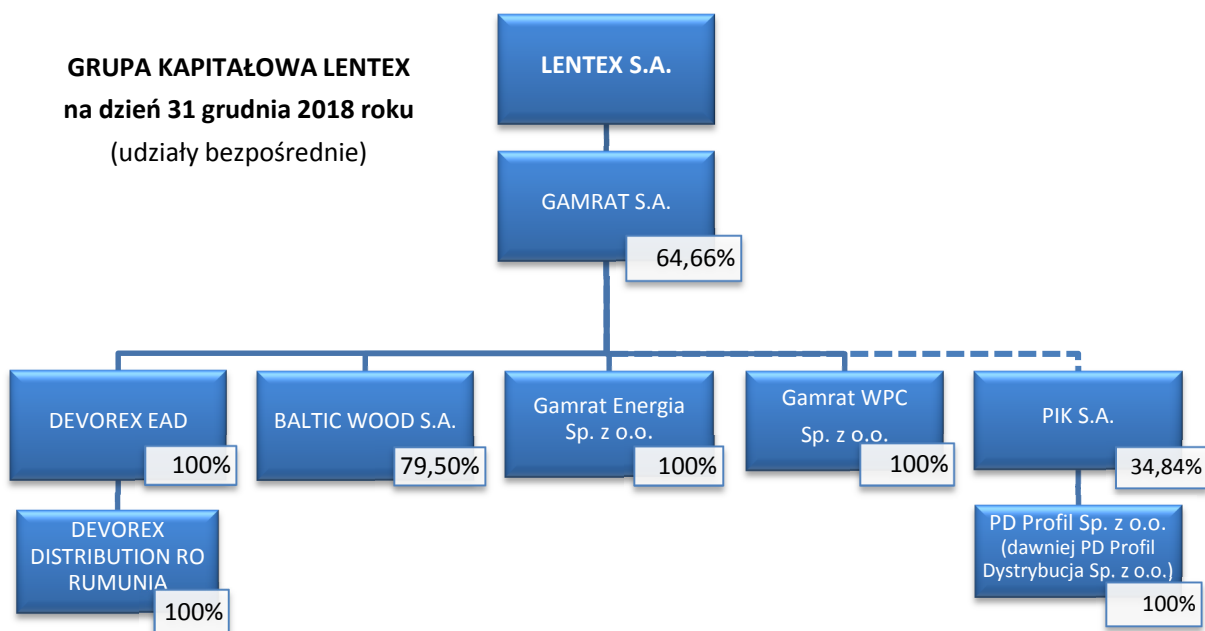 GRUPA KAPITAŁOWA LENTEX
na dzień 31 grudnia 2018 roku
(udziały bezpośrednie)
LENTEX S.A.
GAMRAT S.A.
64,66%
DEVOREX EAD
100%
BALTIC WOOD S.A.
79,50%
Gamrat Energia
Sp. z o.o.
100%
Gamrat WPC
Sp. z o.o.
100%
PIK S.A.
34,84%
DEVOREX
DISTRIBUTION RO
RUMUNIA
100%
PD Profil Sp. z o.o.
(dawniej PD Profil
Dystrybucja Sp. z o.o.)
100%